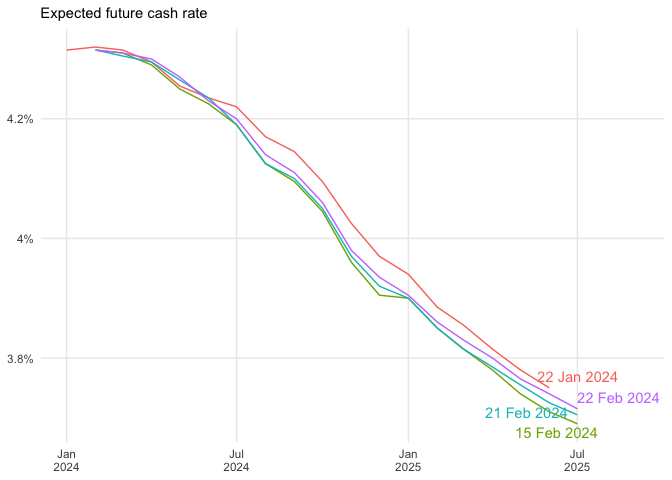 Expected future cash rate
4.2%
4%
3.8%
22 Jan 2024
22 Feb 2024
21 Feb 2024
15 Feb 2024
Jan
2024
Jul
2024
Jan
2025
Jul
2025